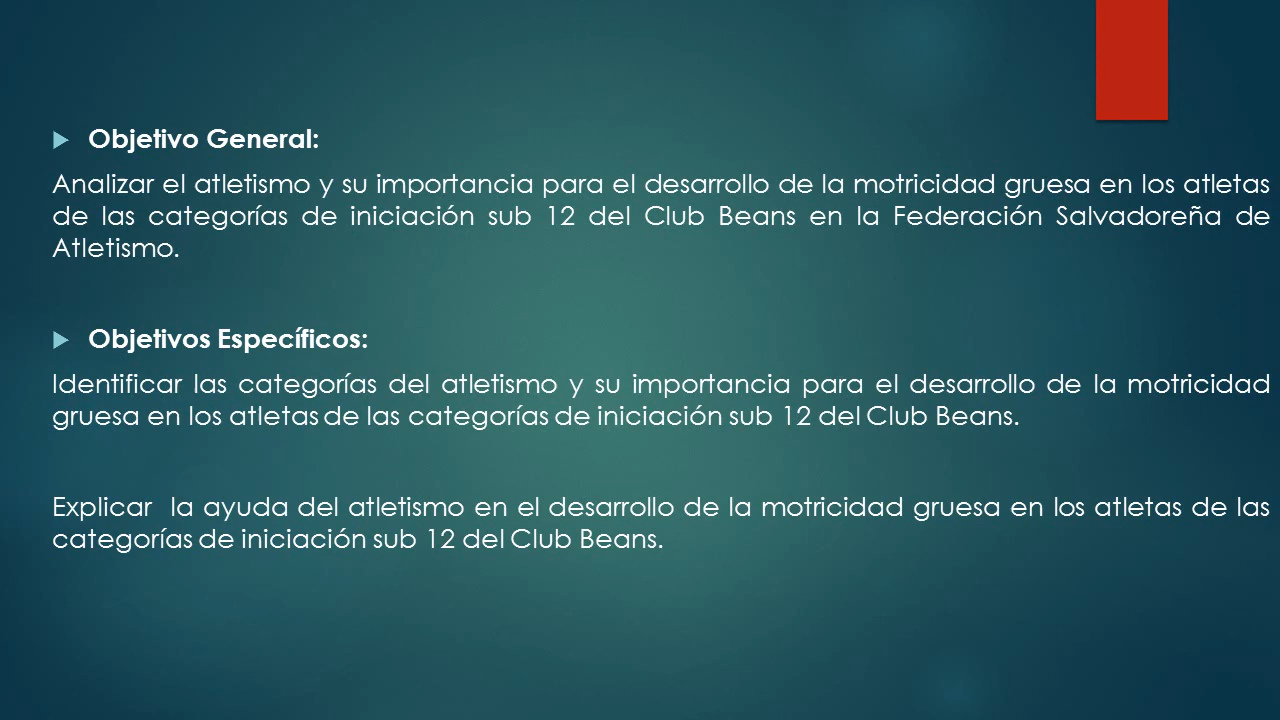 Objetivo General:
Analizar el atletismo y su importancia para el desarrollo de la motricidad gruesa en los atletas
de las categorías de iniciación sub 12 del Club Beans en la Federación Salvadoreña de
Atletismo.
Objetivos Específicos:
Identificar las categorías del atletismo y su importancia para el desarrollo de la motricidad
gruesa en los atletas de las categorías de iniciación sub 12 del Club Beans.
Explicar  la ayuda del atletismo en el desarrollo de la motricidad gruesa en los atletas de las
categorías de iniciación sub 12 del Club Beans.